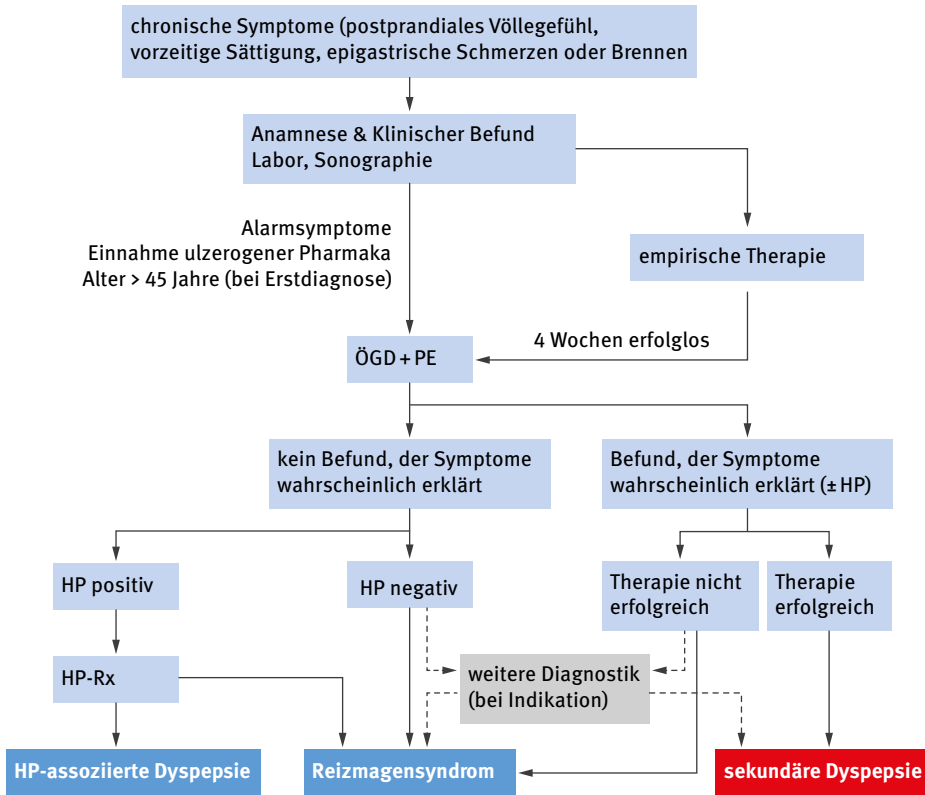 chronische Symptome (postprandiales Völlegefühl,
vorzeitige Sättigung, epigastrische Schmerzen oder Brennen
Anamnese & Klinischer Befund
Labor, Sonographie
Alarmsymptome
Einnahme ulzerogener Pharmaka
Alter > 45 Jahre (bei Erstdiagnose)
empirische Therapie
4 Wochen erfolglos
ÖGD + PE
kein Befund, der Symptome
wahrscheinlich erklärt
Befund, der Symptome
wahrscheinlich erklärt (± HP)
HP positiv
HP negativ
Therapie nicht
erfolgreich
Therapie
erfolgreich
HP-Rx
weitere Diagnostik
(bei Indikation)
HP-assoziierte Dyspepsie
Reizmagensyndrom
sekundäre Dyspepsie